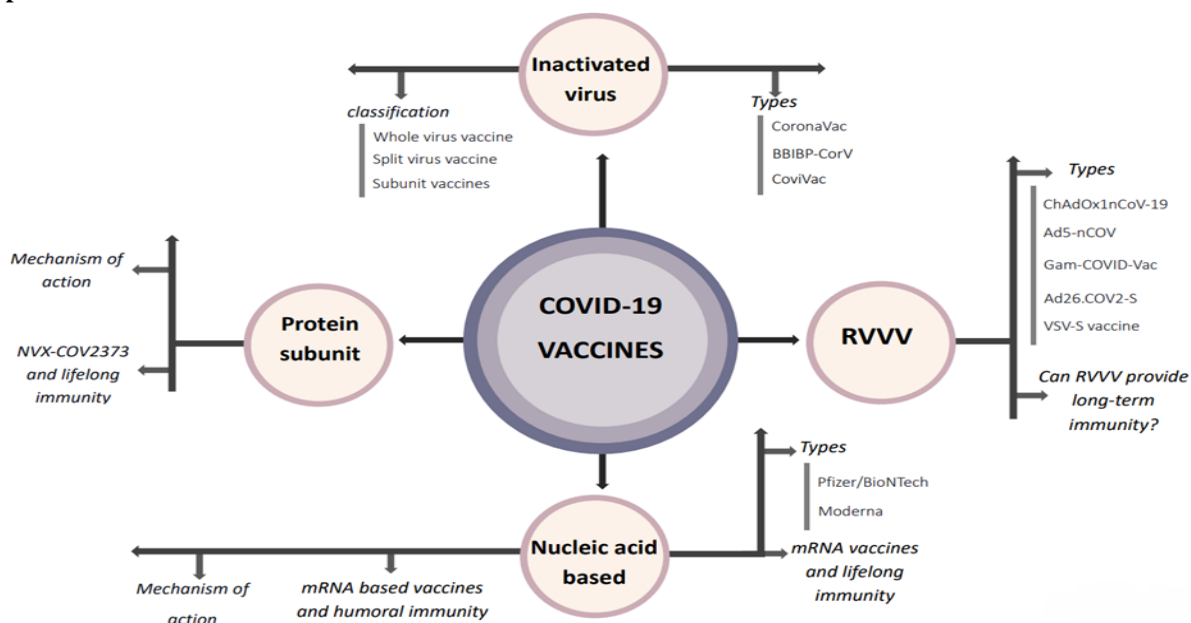 Inactivated
virus
classification
Whole virus vaccine
Split virus vaccine
Subunit vaccines
Types
CoronaVac
BBIBP-CorV
CoviVac
Types
ChAdOx1nCoV-19
Ad5-nCOV
Gam-COVID-Vac
Ad26.COV2-S
VSV-S vaccine
RVVV
Can RVVV provide
long-term
immunity?
COVID-19
VACCINES
Mechanism of
action
Protein
subunit
NVX-COV2373
and lifelong
immunity
Types
Pfizer/BioNTech
Moderna
mRNA vaccines
and lifelong
immunity
Nucleic acid
based
Mechanism of
action
mRNA based vaccines
and humoral immunity